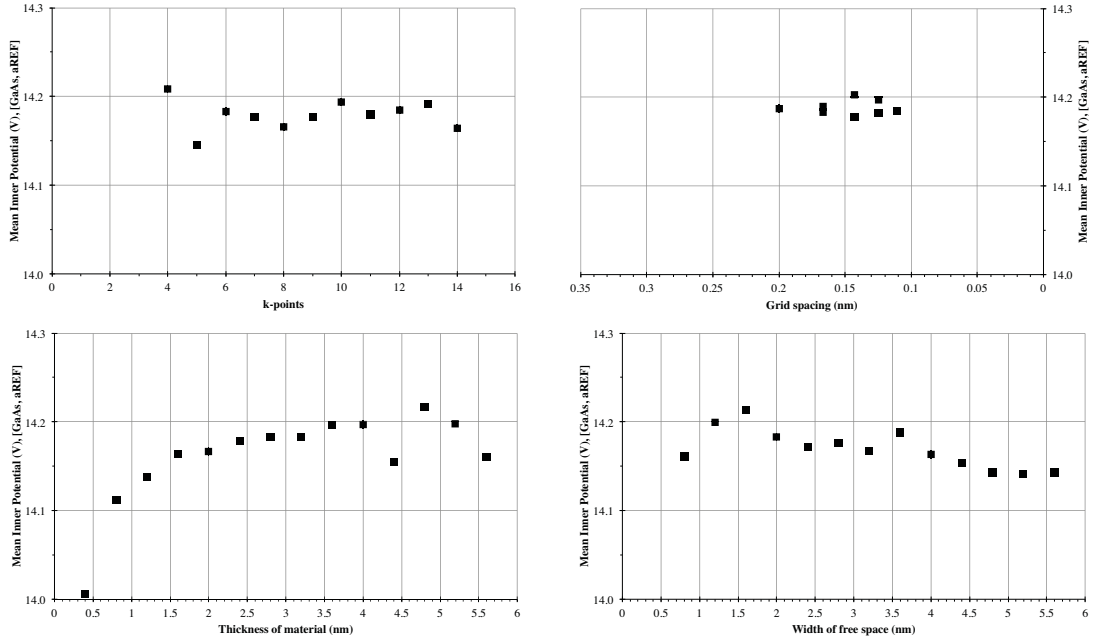 14.3
14.2
14.1
14.0
Mean Inner Potential (V), [GaAs, aREF]
0 2 4 6 8 10 12 14 16
k-points
14.3
14.2
14.1
14.0
Mean Inner Potential (V), [GaAs, aREF]
0.35 0.3 0.25 0.2 0.15 0.1 0.05 0
Grid spacing (nm)
14.3
14.2
14.1
14.0
Mean Inner Potential (V), [GaAs, aREF]
0 0.5 1 1.5 2 2.5 3 3.5 4 4.5 5 5.5 6
Thickness of material (nm)
14.3
14.2
14.1
14.0
Mean Inner Potential (V), [GaAs, aREF]
0 0.5 1 1.5 2 2.5 3 3.5 4 4.5 5 5.5 6
Width of free space (nm)